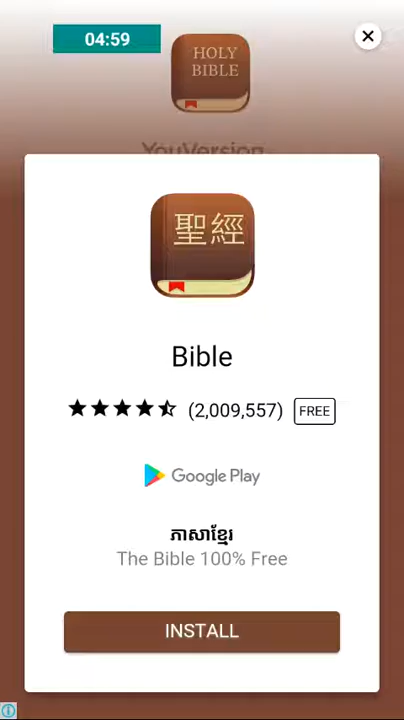 04:59
HOLY
BIBLE
YouVersion
聖經
Bible
(2,009,557) FREE
Google Play
ភាសាខ្មែរ
The Bible 100% Free
INSTALL